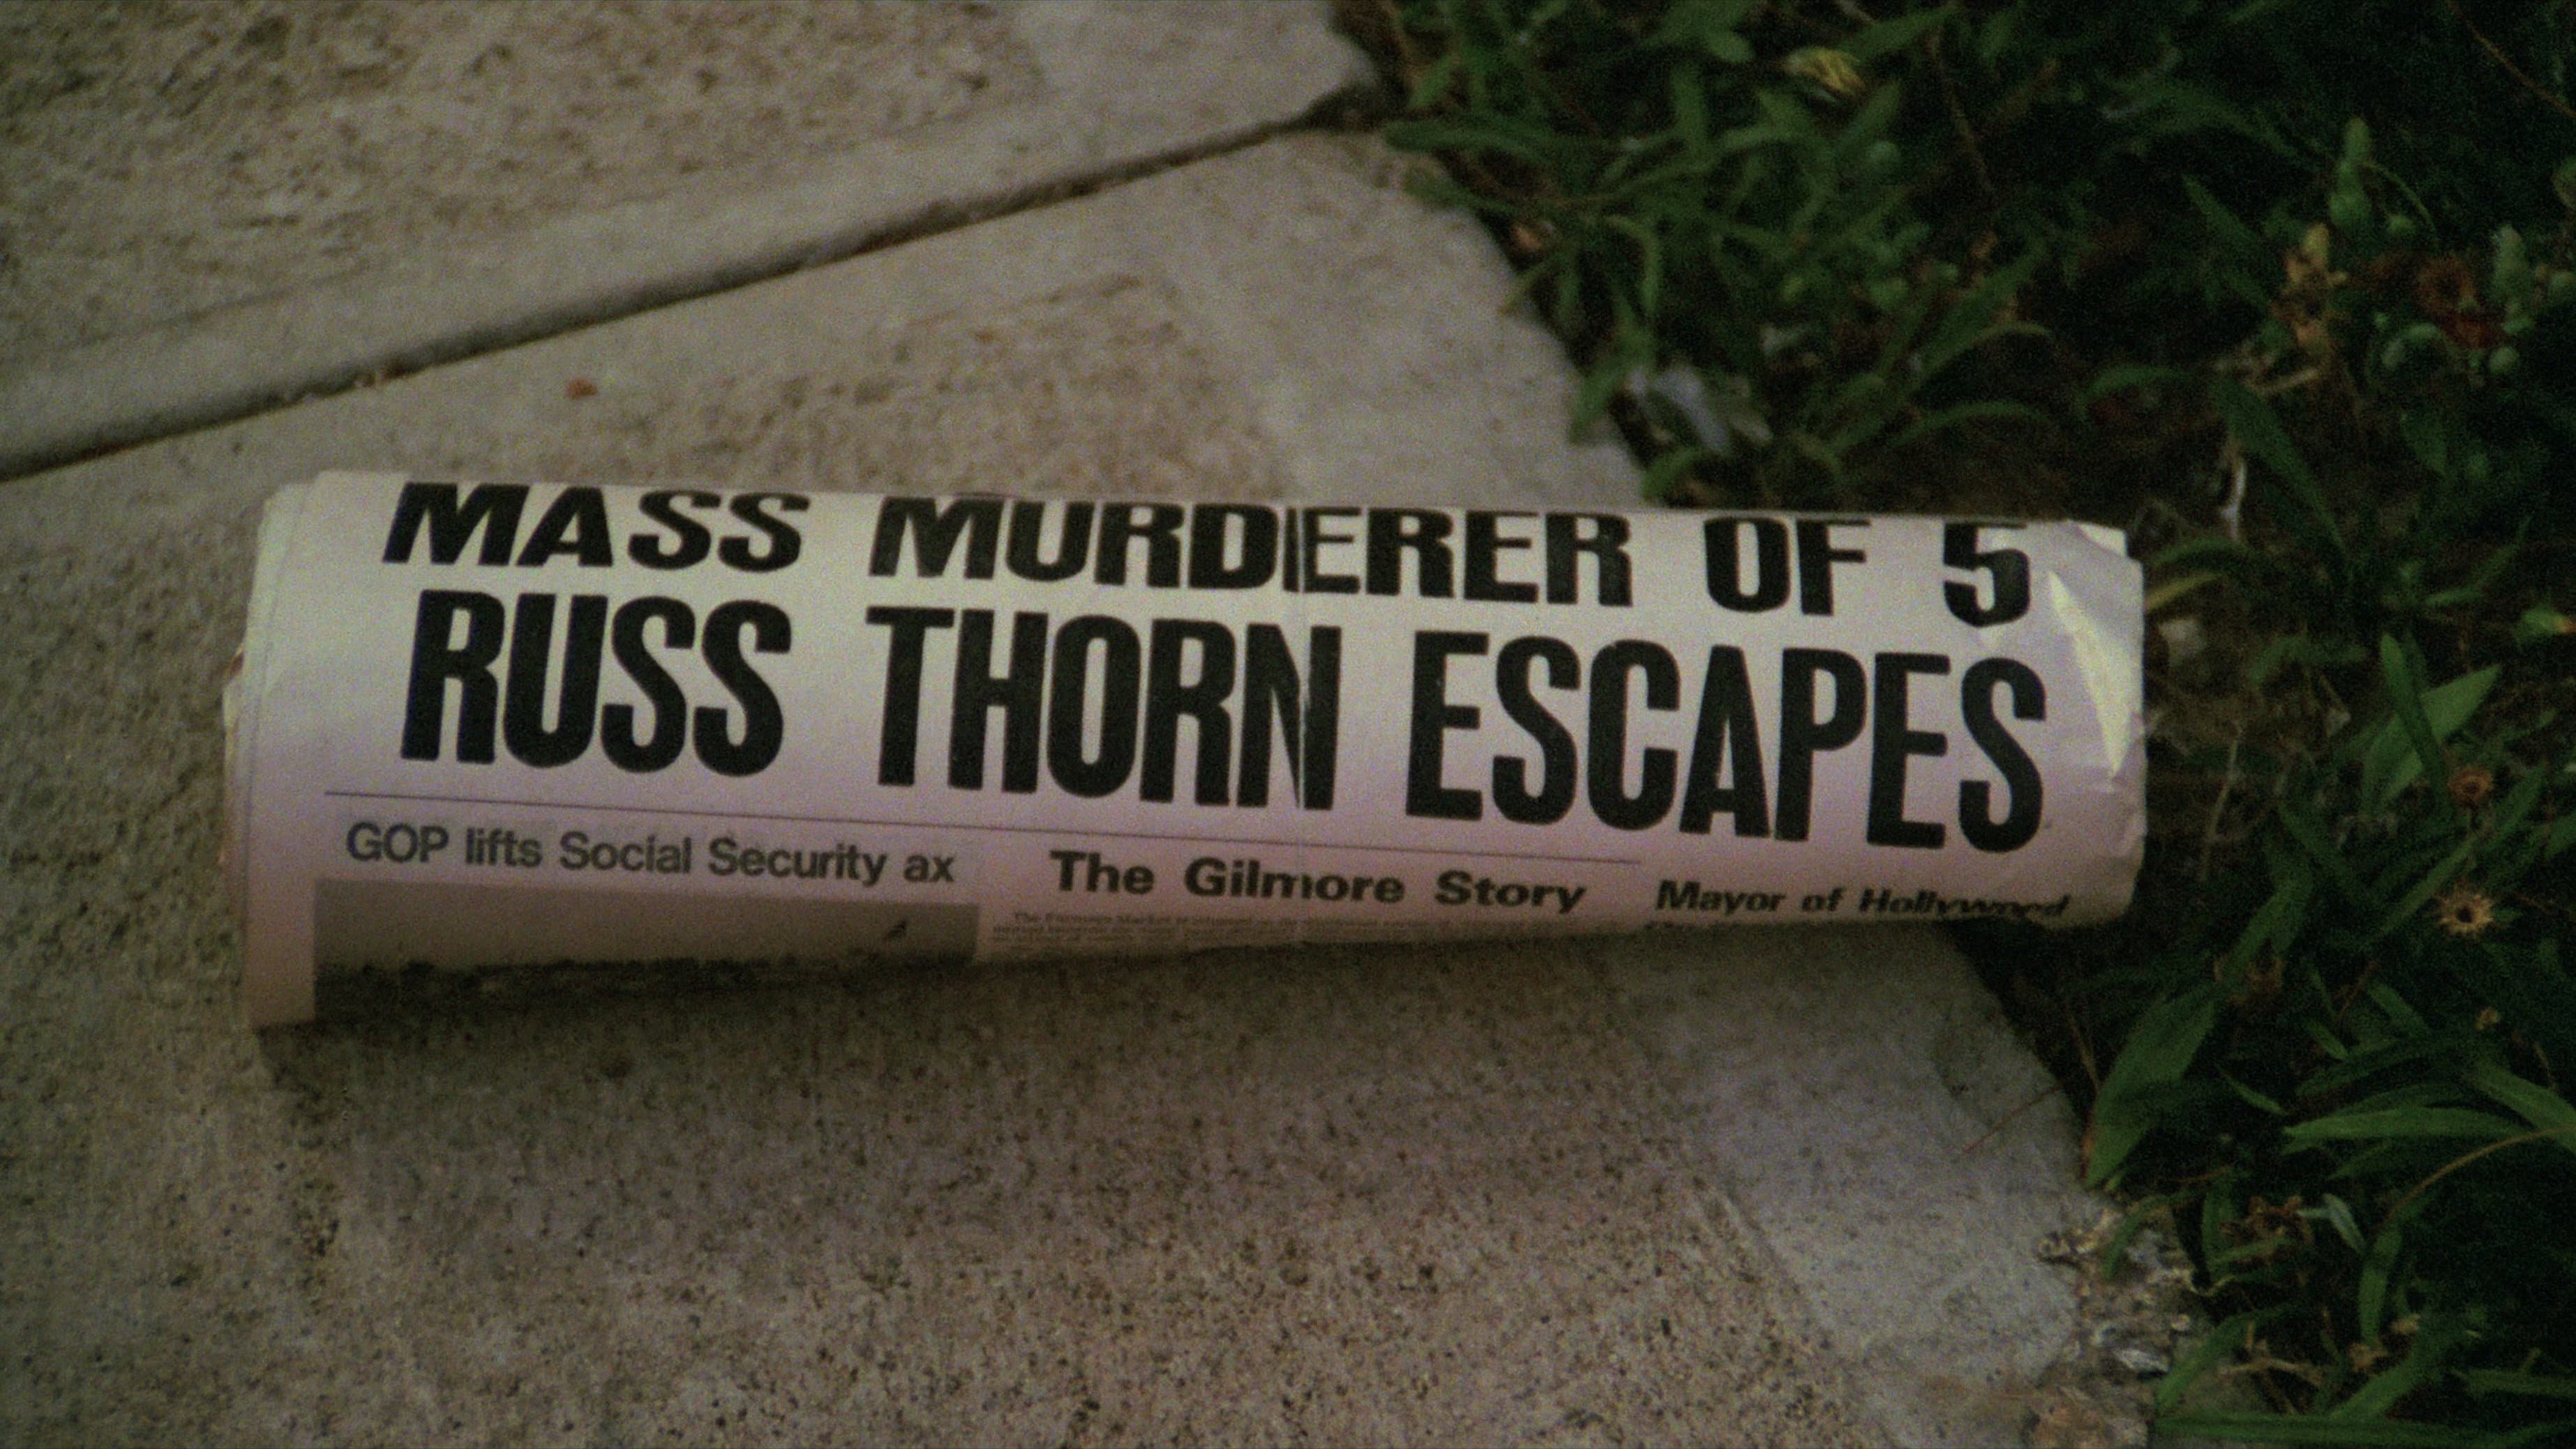 MASS MURDERER OF 5
RUSS THORN ESCAPES
GOP lifts Social Security ax
The Gilmore Story
Mayor of Hollywood